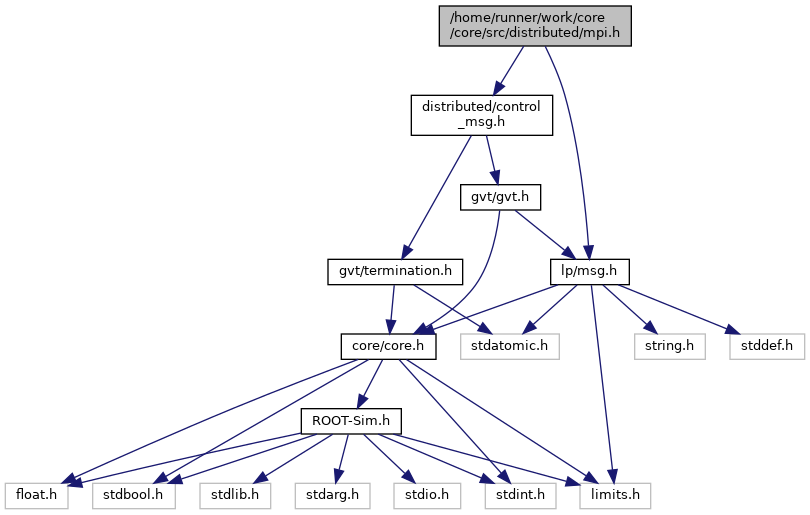 /home/runner/work/core
/core/src/distributed/mpi.h
distributed/control
_msg.h
gvt/gvt.h
gvt/termination.h
lp/msg.h
core/core.h
stdatomic.h
string.h
stddef.h
ROOT-Sim.h
float.h
stdbool.h
stdlib.h
stdarg.h
stdio.h
stdint.h
limits.h